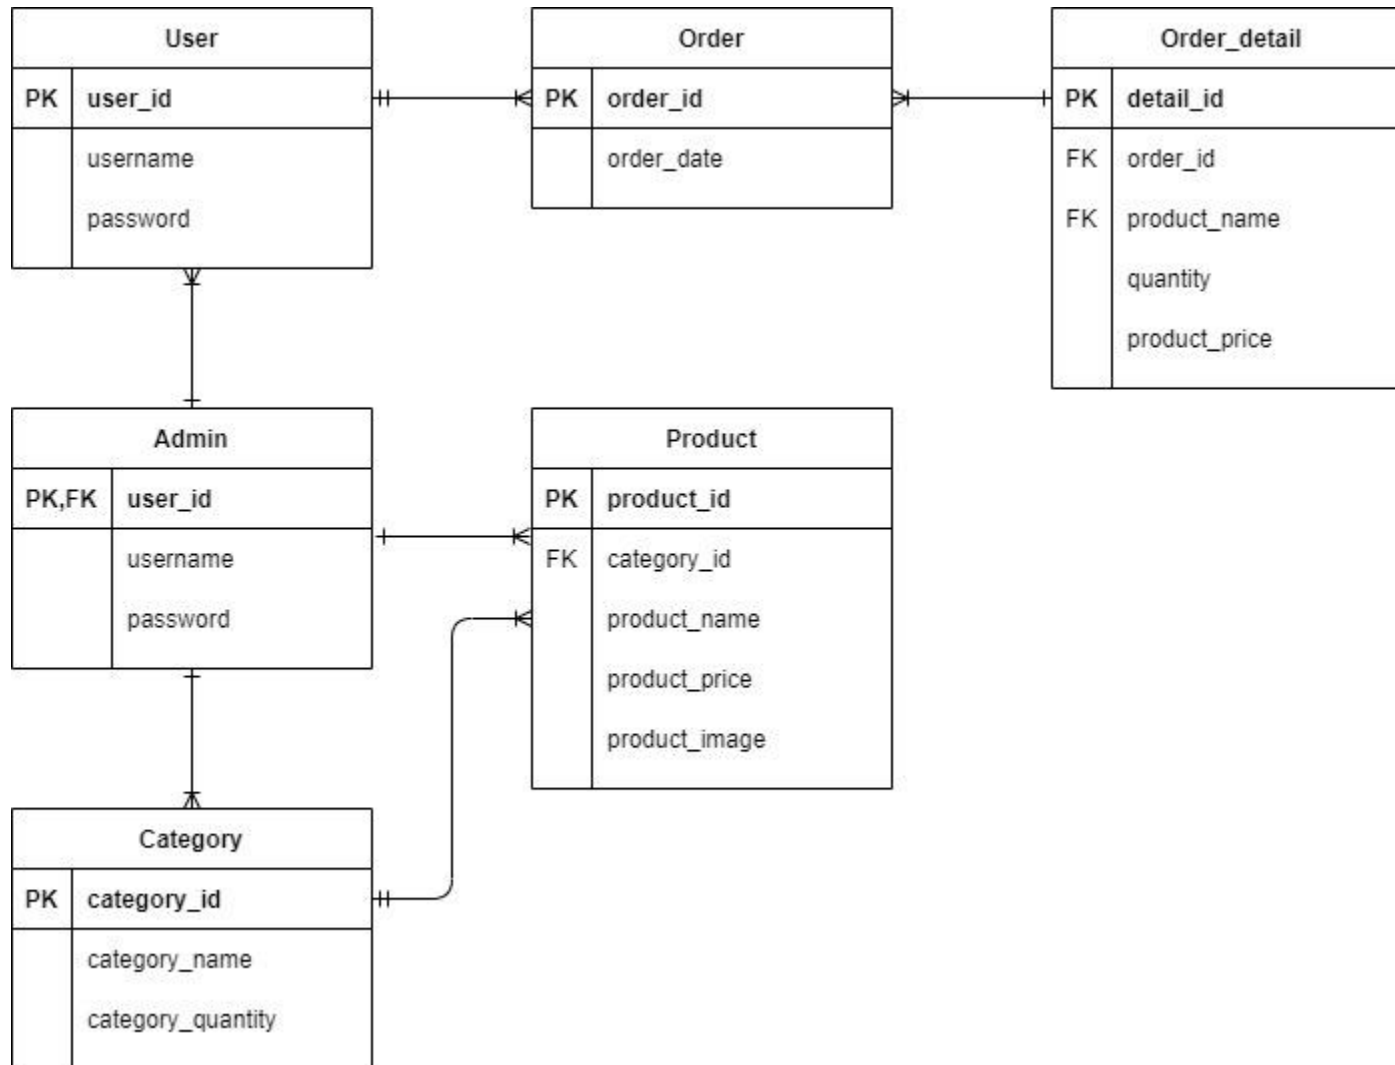 User
PK user_id
username
password
Order
PK order_id
order_date
Order_detail
PK detail_id
FK order_id
FK product_name
quantity
product_price
Admin
PK,FK user_id
username
password
Product
PK product_id
FK category_id
product_name
product_price
product_image
Category
PK category_id
category_name
category_quantity